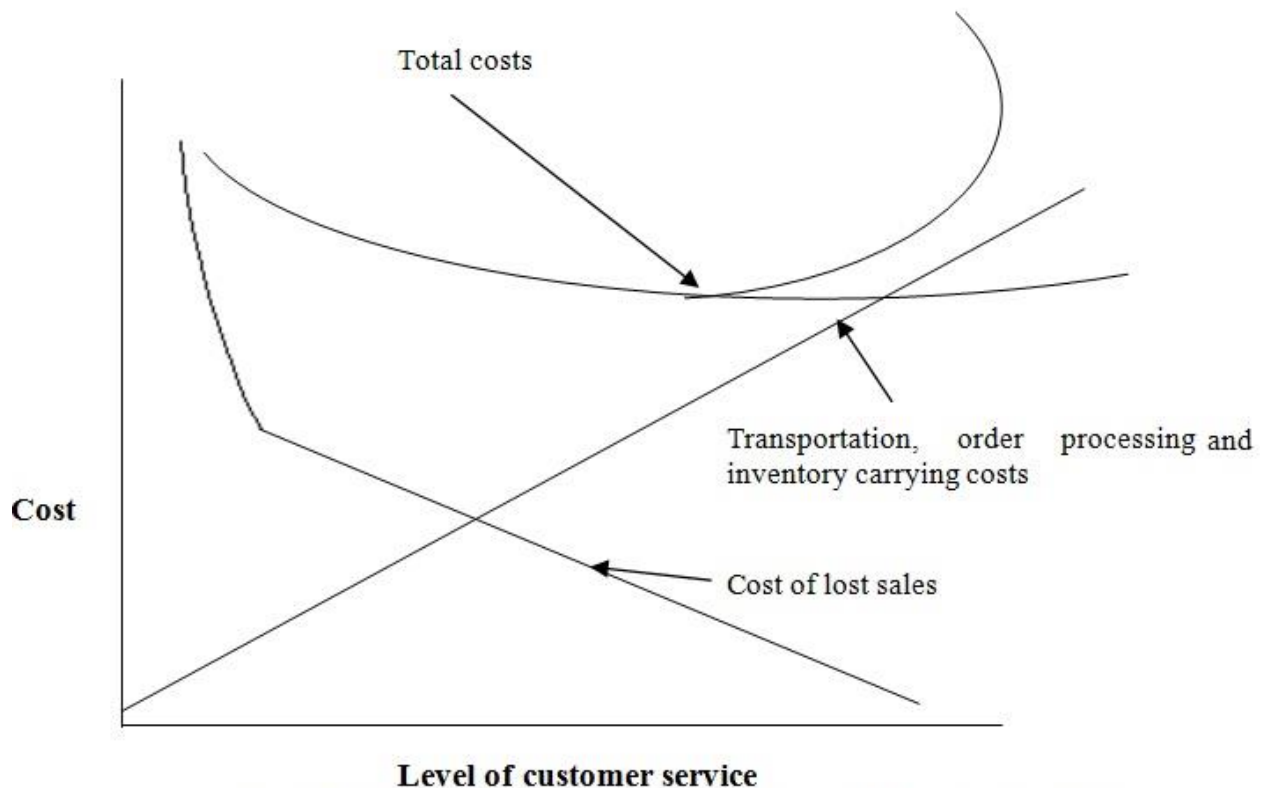 Total costs
Transportation, order processing and
inventory carrying costs
Cost
Cost of lost sales
Level of customer service